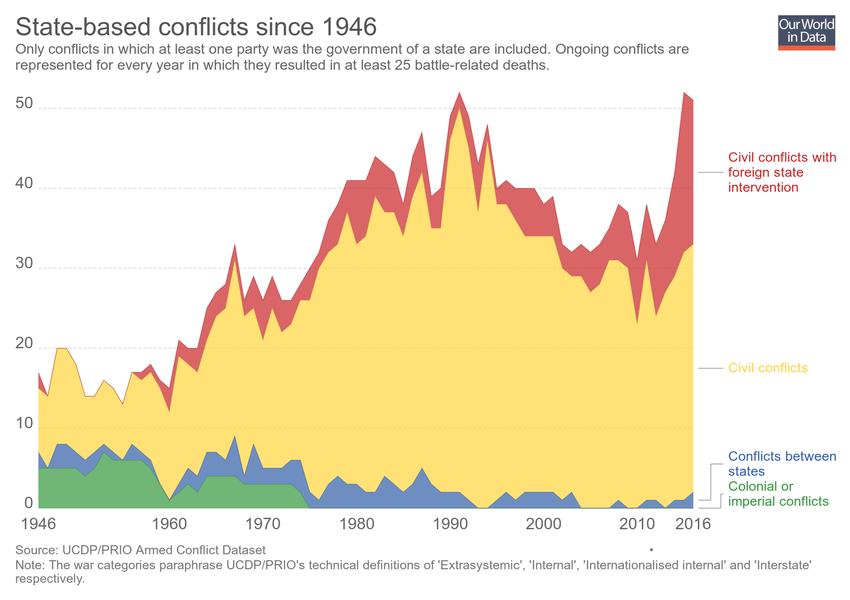 State-based conflicts since 1946
Our World
in Data
Only conflicts in which at least one party was the government of a state are included. Ongoing conflicts are
represented for every year in which they resulted in at least 25 battle-related deaths.
50
40
30
20
10
0
Civil conflicts with
foreign state
intervention
Civil conflicts
Conflicts between
states
Colonial or
imperial conflicts
1946
1960
1970
1980
1990
2000
2010
2016
Source: UCDP/PRIO Armed Conflict Dataset
Note: The war categories paraphrase UCDP/PRIO's technical definitions of 'Extrasystemic', 'Internal', 'Internationalised internal' and 'Interstate'
respectively.